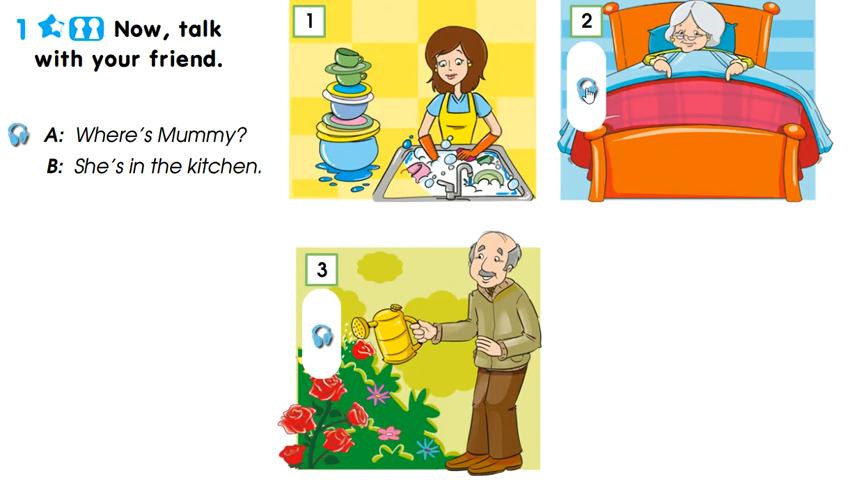 1 Now, talk
with your friend.
A: Where's Mummy?
B: She's in the kitchen.
1
2
3